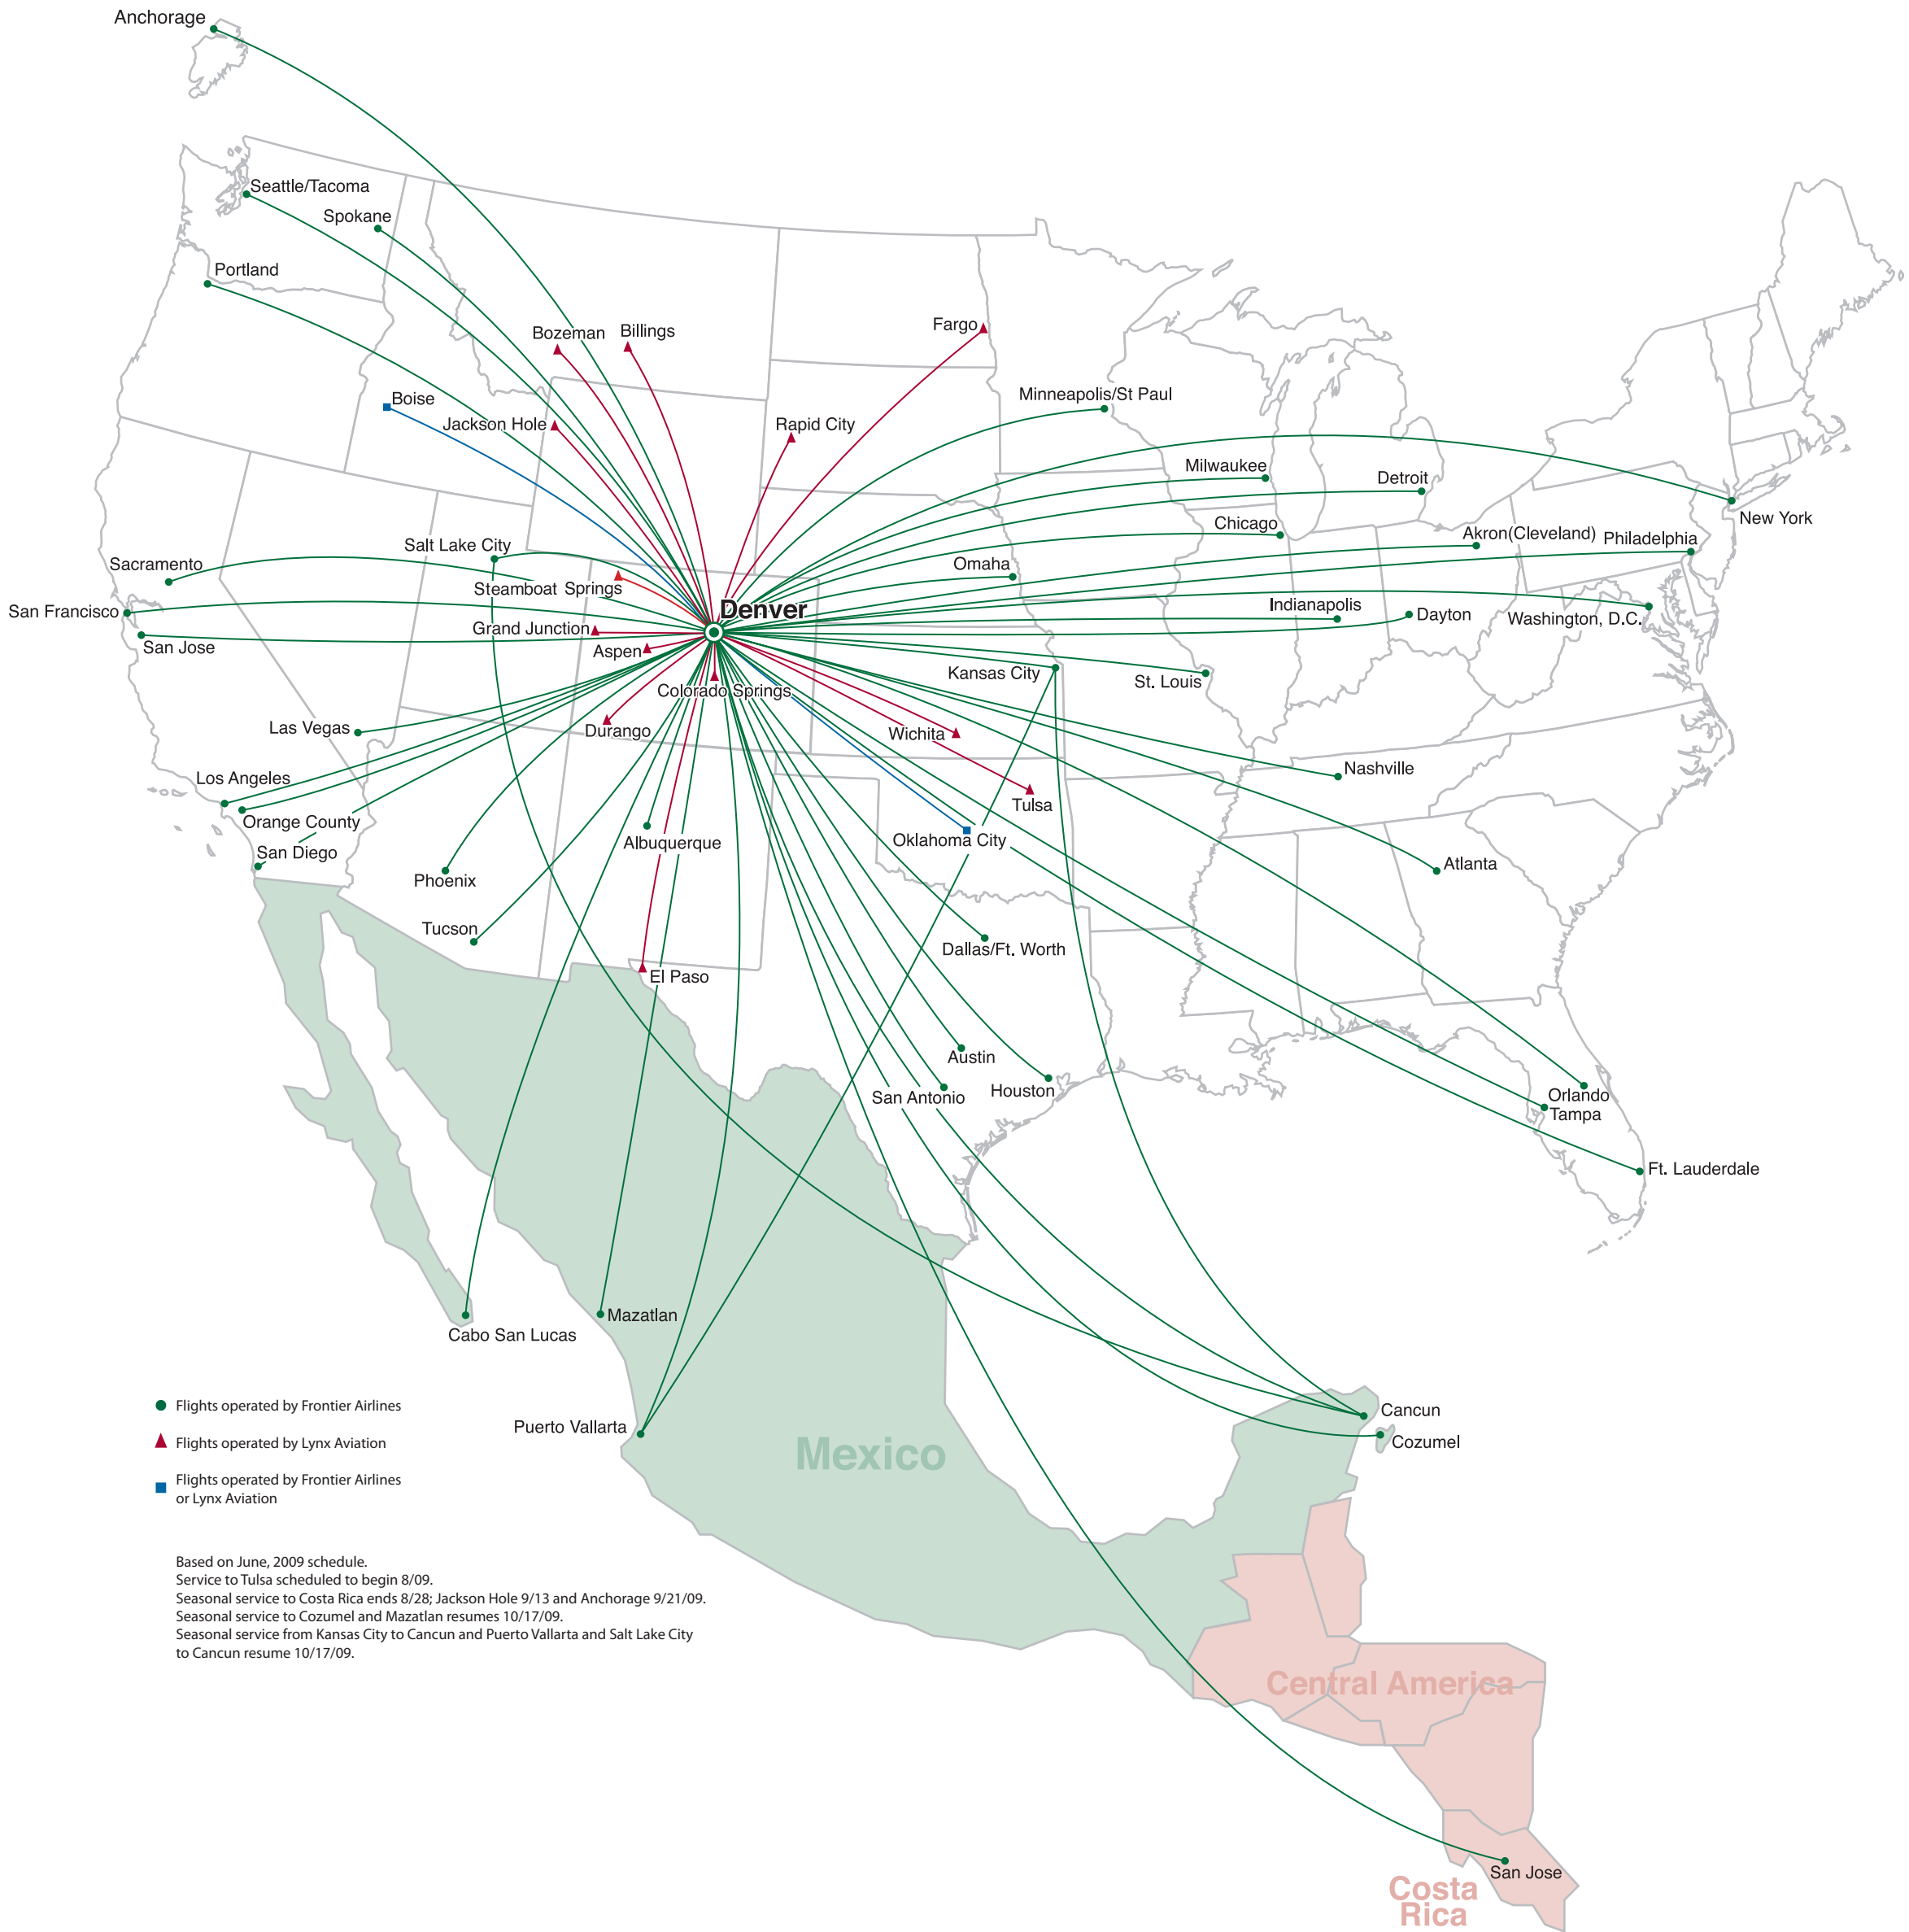 Anchorage
Seattle/Tacoma
Spokane
Portland
Bozeman
Billings
Fargo
Boise
Jackson Hole
Rapid City
Minneapolis/St Paul
Milwaukee
Detroit
New York
Chicago
Akron(Cleveland)
Philadelphia
Salt Lake City
Sacramento
Omaha
Steamboat Springs
San Francisco
Denver
Indianapolis
Dayton
Washington, D.C.
Grand Junction
San Jose
Aspen
Kansas City
St. Louis
Colorado Springs
Las Vegas
Durango
Wichita
Nashville
Los Angeles
Tulsa
Orange County
Oklahoma City
Albuquerque
San Diego
Atlanta
Phoenix
Tucson
Dallas/Ft. Worth
El Paso
Austin
Houston
San Antonio
Orlando
Tampa
Ft. Lauderdale
Mazatlan
Cabo San Lucas
Cancun
Puerto Vallarta
Cozumel
Mexico
Flights operated by Frontier Airlines
Flights operated by Lynx Aviation
Flights operated by Frontier Airlines
or Lynx Aviation
Based on June, 2009 schedule.
Service to Tulsa scheduled to begin 8/09.
Seasonal service to Costa Rica ends 8/28; Jackson Hole 9/13 and Anchorage 9/21/09.
Seasonal service to Cozumel and Mazatlan resumes 10/17/09.
Seasonal service from Kansas City to Cancun and Puerto Vallarta and Salt Lake City
to Cancun resume 10/17/09.
Central America
San Jose
Costa
Rica